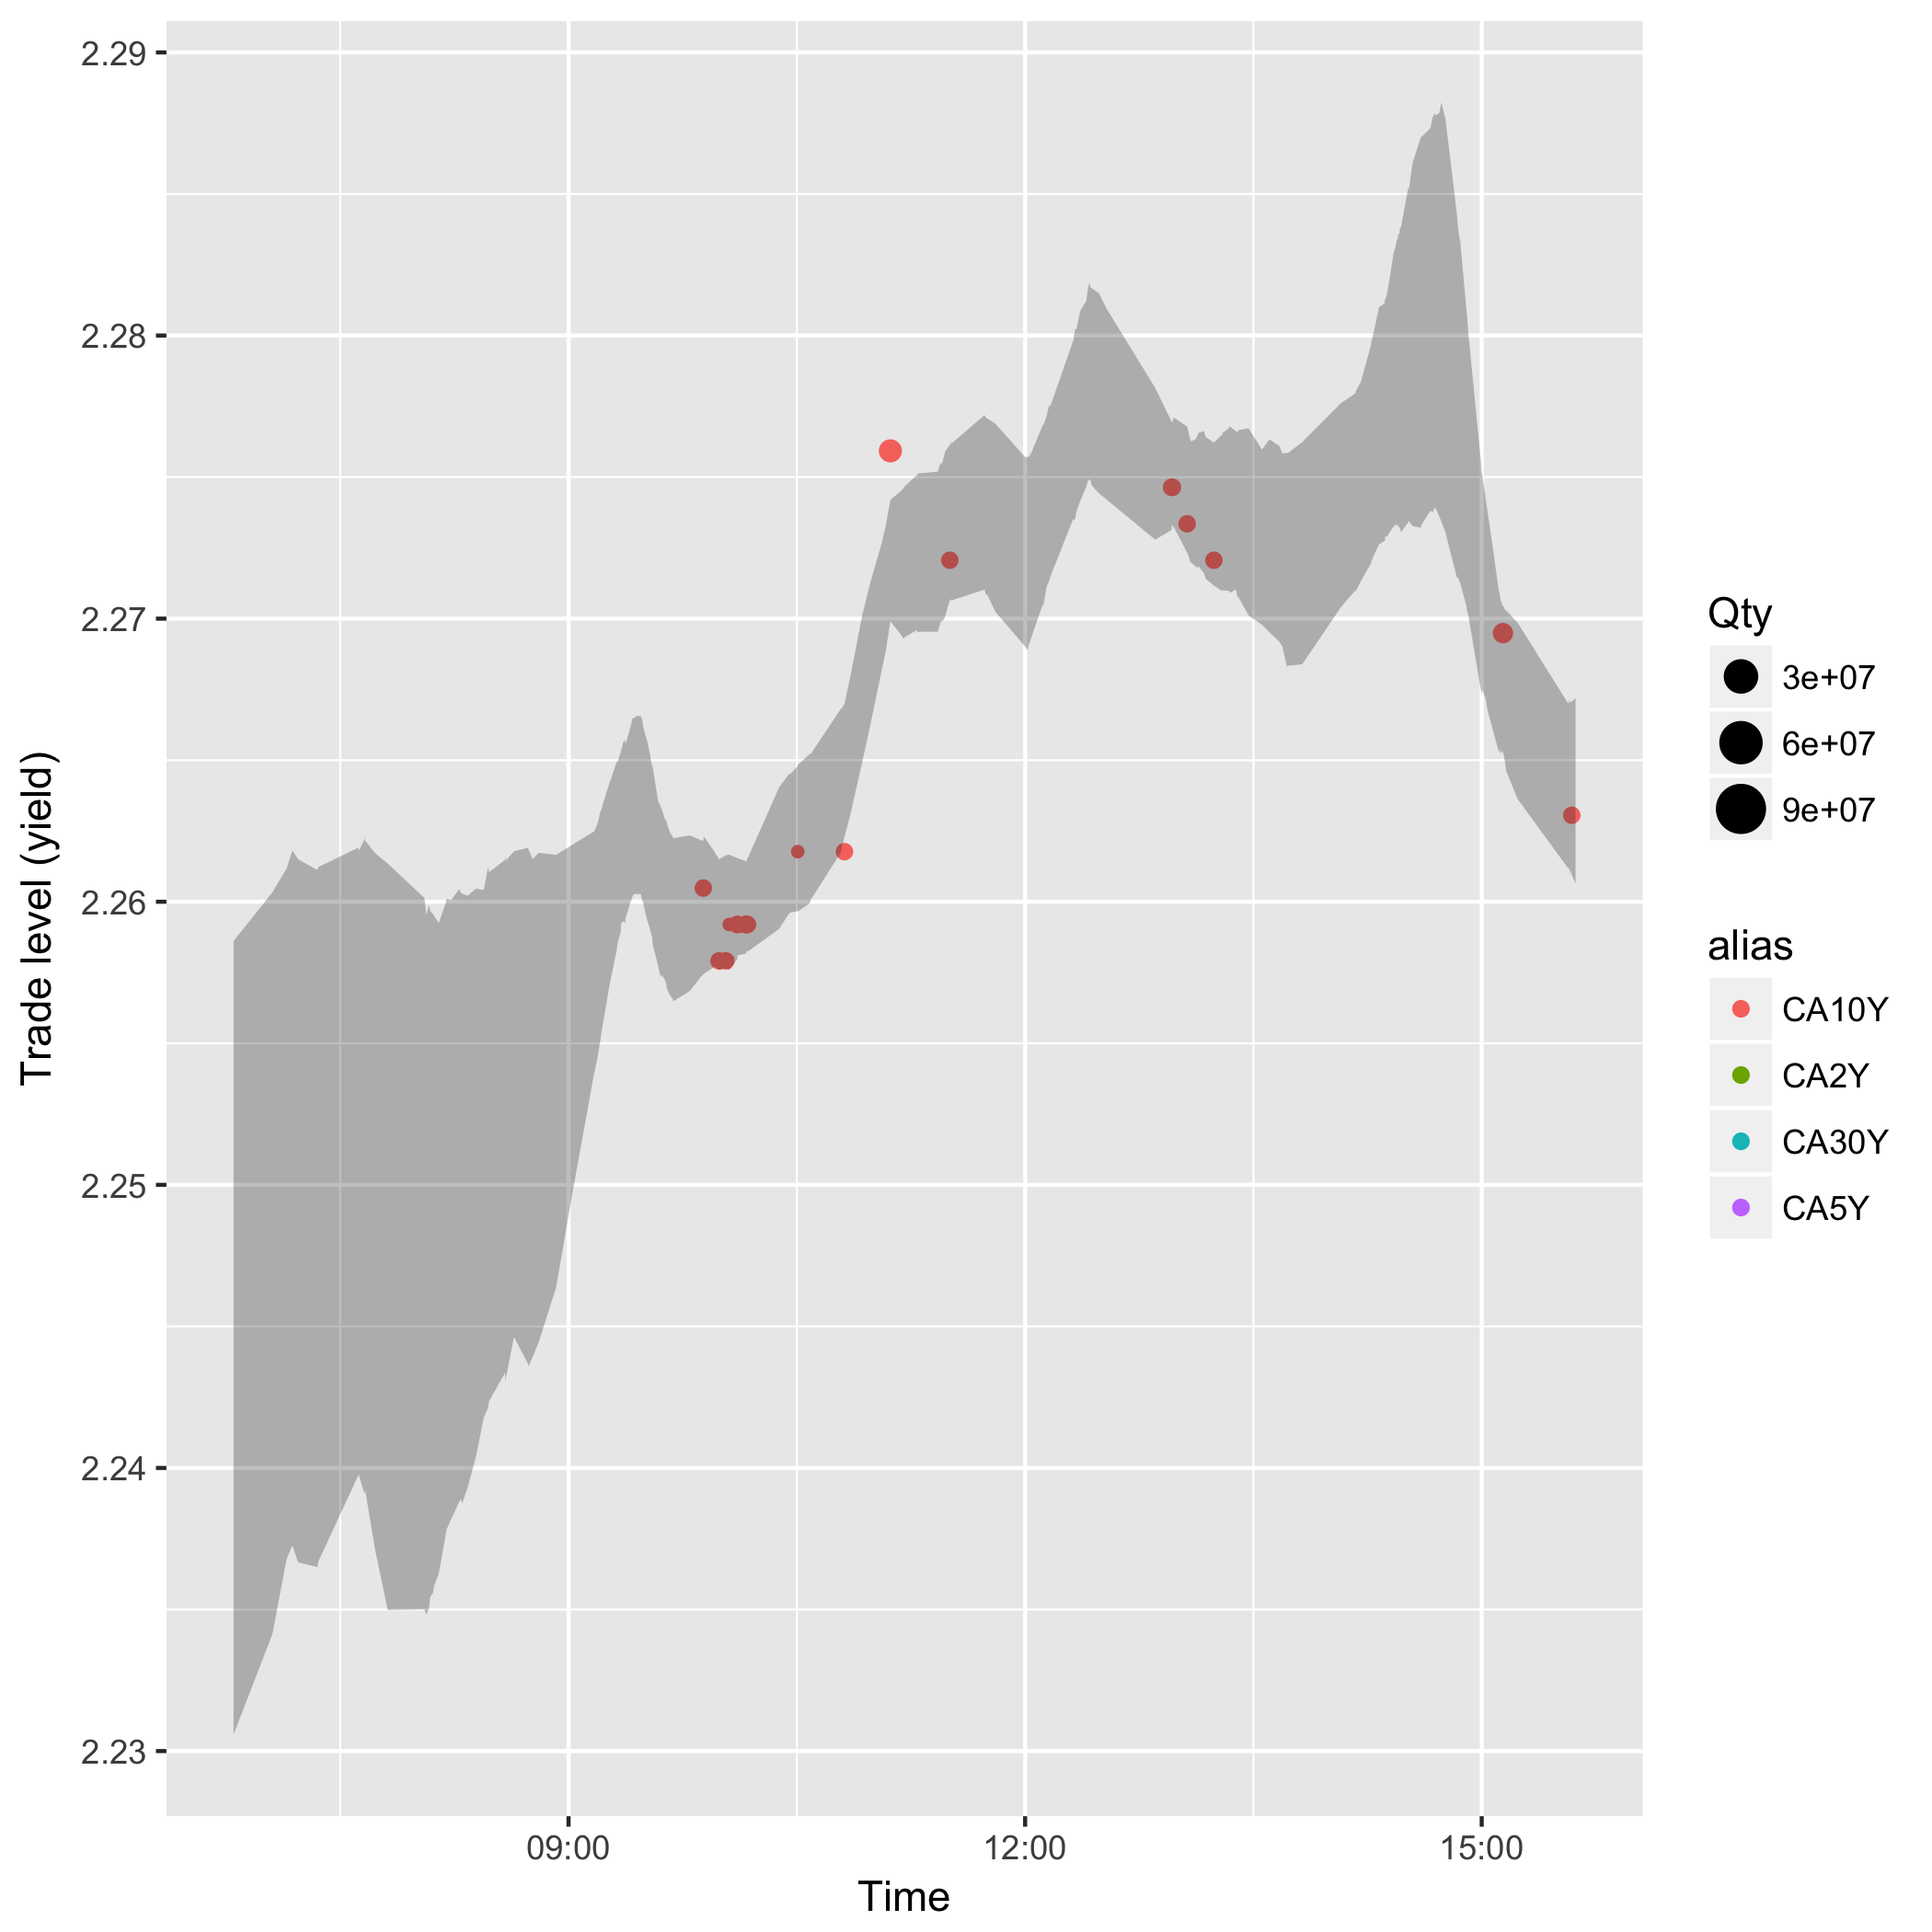 2.29
2.28
2.27
2.26
2.25
2.24
2.23
Trade level (yield)
09:00
12:00
15:00
Time
Qty
3e+07
6e+07
9e+07
alias
CA10Y
CA2Y
CA30Y
CA5Y